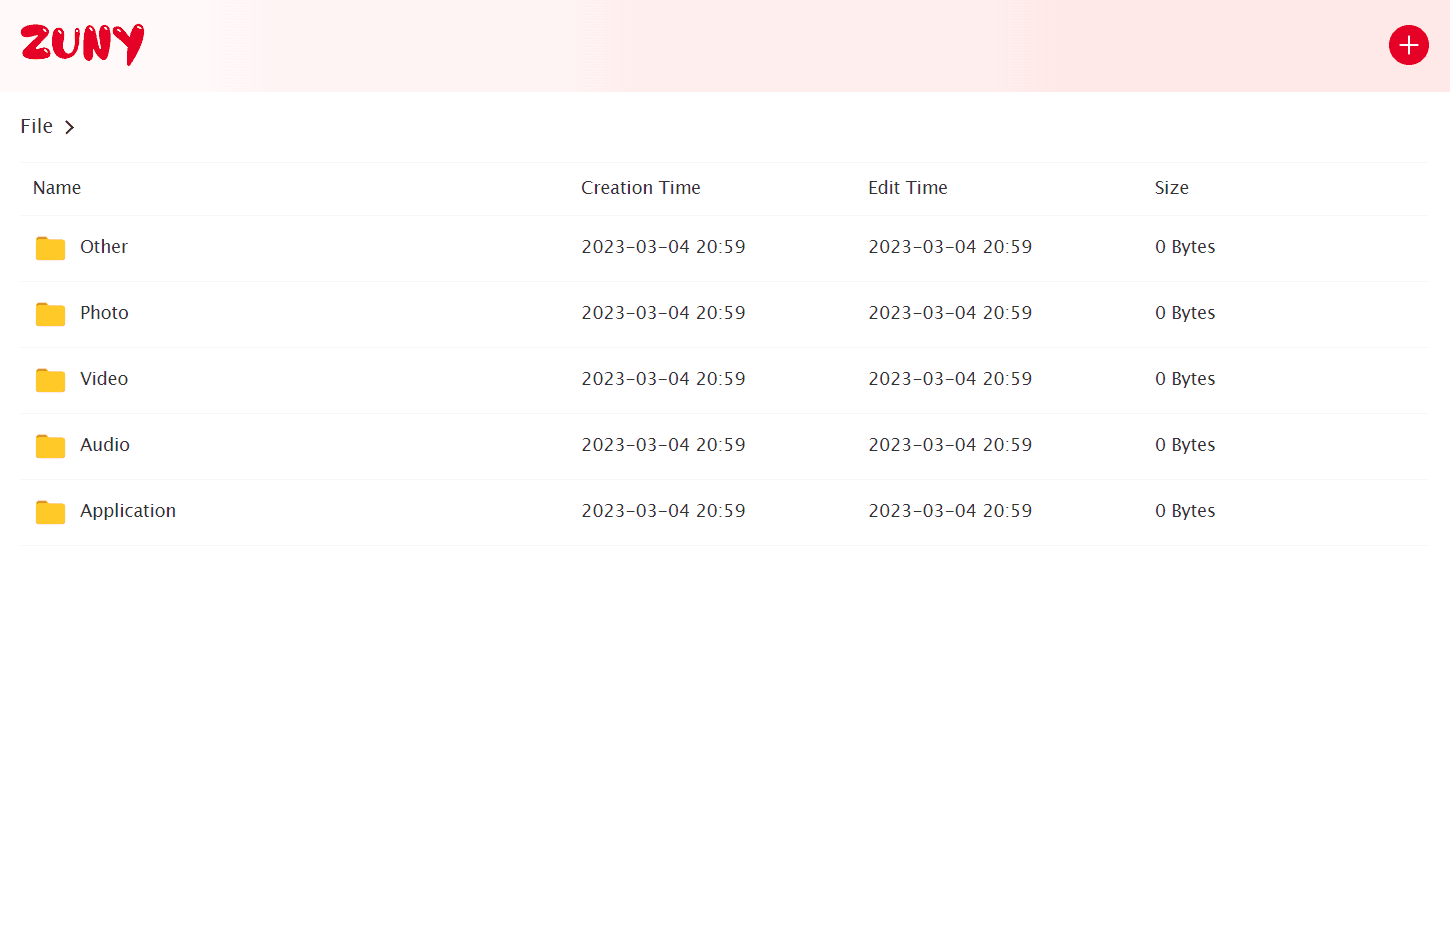 ZUNY
File
Name Creation Time Edit Time Size
Other 2023-03-04 20:59 2023-03-04 20:59 0 Bytes
Photo 2023-03-04 20:59 2023-03-04 20:59 0 Bytes
Video 2023-03-04 20:59 2023-03-04 20:59 0 Bytes
Audio 2023-03-04 20:59 2023-03-04 20:59 0 Bytes
Application 2023-03-04 20:59 2023-03-04 20:59 0 Bytes